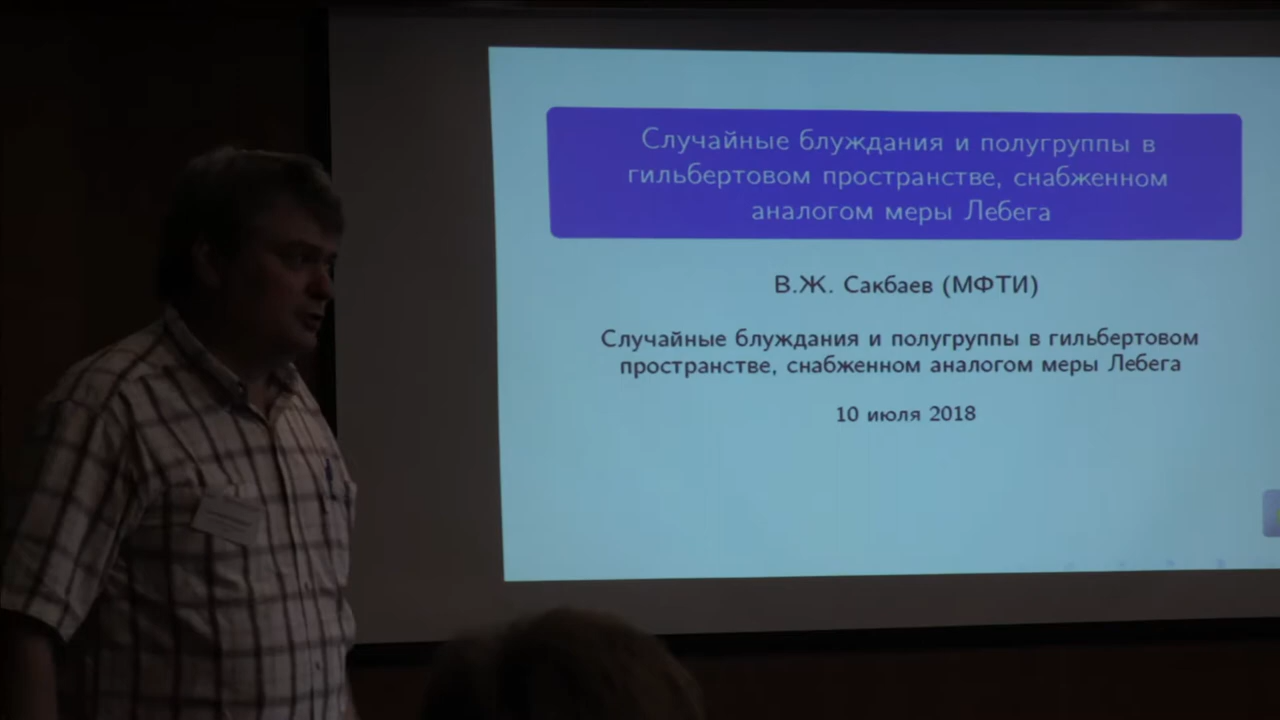 Случайные блуждания и полугруппы в
гильбертовом пространстве, снабженном
аналогом меры Лебега
В.Ж. Сакбаев (МФТИ)
Случайные блуждания и полугруппы в гильбертовом
пространстве, снабженном аналогом меры Лебега
10 июля 2018